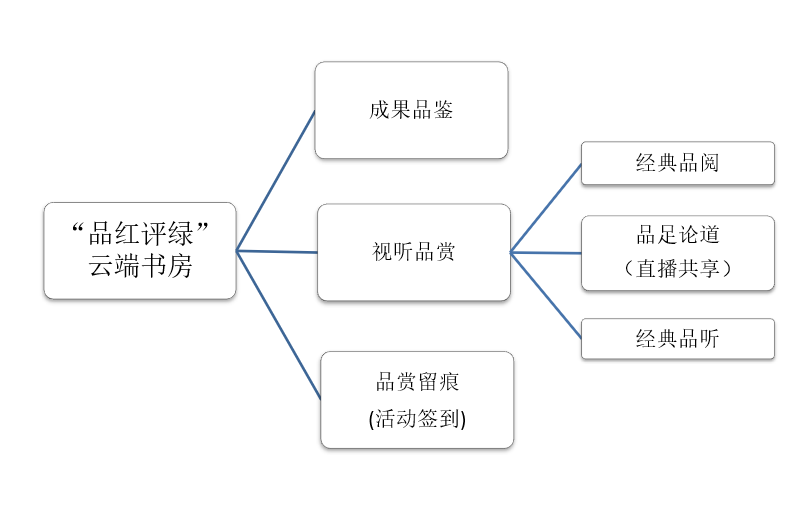 “品红评绿”
云端书房
成果品鉴
视听品赏
品赏留痕
(活动签到)
经典品阅
品足论道
（直播共享）
经典品听